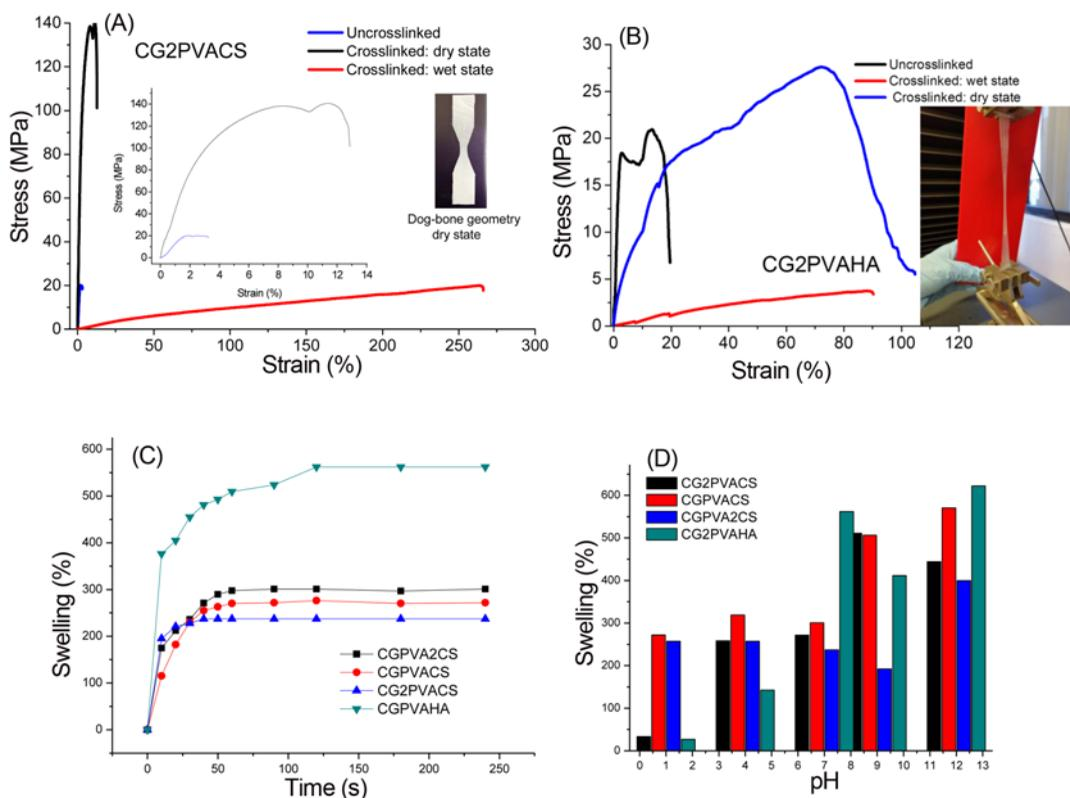 (A)
CG2PVACS
Uncrosslinked
Crosslinked: dry state
Crosslinked: wet state
Stress (MPa)
140
120
100
80
60
40
20
0
0 50 100 150 200 250 300
Strain (%)
Stress (MPa)
140
120
100
80
60
40
20
0
0 2 4 6 8 10 12 14
Strain (%)
Dog-bone geometry
dry state
(B)
Uncrosslinked
Crosslinked: wet state
Crosslinked: dry state
CG2PVAHA
Stress (MPa)
30
25
20
15
10
5
0
0 20 40 60 80 100 120
Strain (%)
(C)
Swelling (%)
600
500
400
300
200
100
0
CGPVA2CS
CGPVACS
CG2PVACS
CGPVAHA
0 50 100 150 200 250
Time (s)
(D)
CG2PVACS
CGPVACS
CGPVA2CS
CG2PVAHA
Swelling (%)
600
500
400
300
200
100
0
0 1 2 3 4 5 6 7 8 9 10 11 12 13
pH